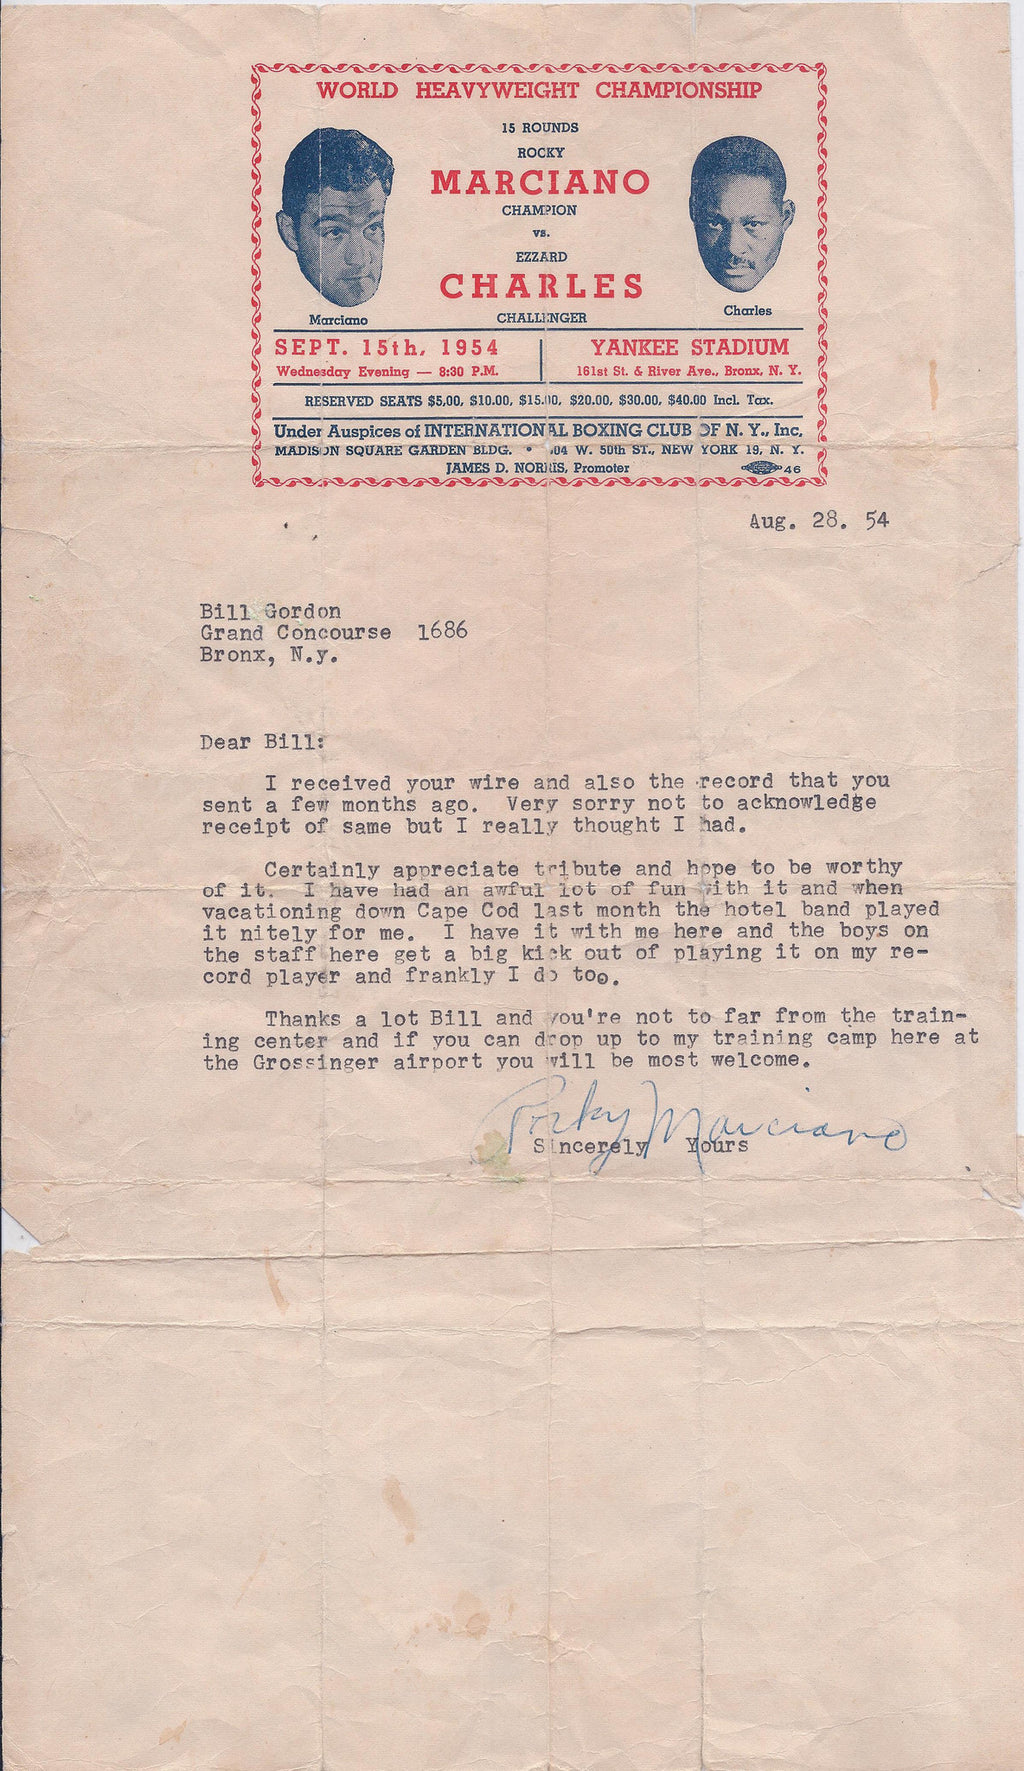 WORLD HEAVYWEIGHT CHAMPIONSHIP
15 ROUNDS
ROCKY
MARCIANO
CHAMPION
vs.
EZZARD
CHARLES
CHALLENGER
Marciano
Charles
SEPT. 15th, 1954
Wednesday Evening — 8:30 P.M.
YANKEE STADIUM
161st St. & River Ave., Bronx, N. Y.
RESERVED SEATS $5.00, $10.00, $15.00, $20.00, $30.00, $40.00 Incl. Tax.
Under Auspices of INTERNATIONAL BOXING CLUB OF N. Y., Inc.
MADISON SQUARE GARDEN BLDG. • 304 W. 50th ST., NEW YORK 19, N. Y.
JAMES D. NORRIS, Promoter
46
Aug. 28. 54
Bill Gordon
Grand Concourse 1686
Bronx, N.y.
Dear Bill:
I received your wire and also the record that you
sent a few months ago. Very sorry not to acknowledge
receipt of same but I really thought I had.
Certainly appreciate tribute and hope to be worthy
of it. I have had an awful lot of fun with it and when
vacationing down Cape Cod last month the hotel band played
it nitely for me. I have it with me here and the boys on
the staff here get a big kick out of playing it on my re-
cord player and frankly I do too.
Thanks a lot Bill and you're not to far from the train-
ing center and if you can drop up to my training camp here at
the Grossinger airport you will be most welcome.
Rocky Marciano
Sincerely Yours